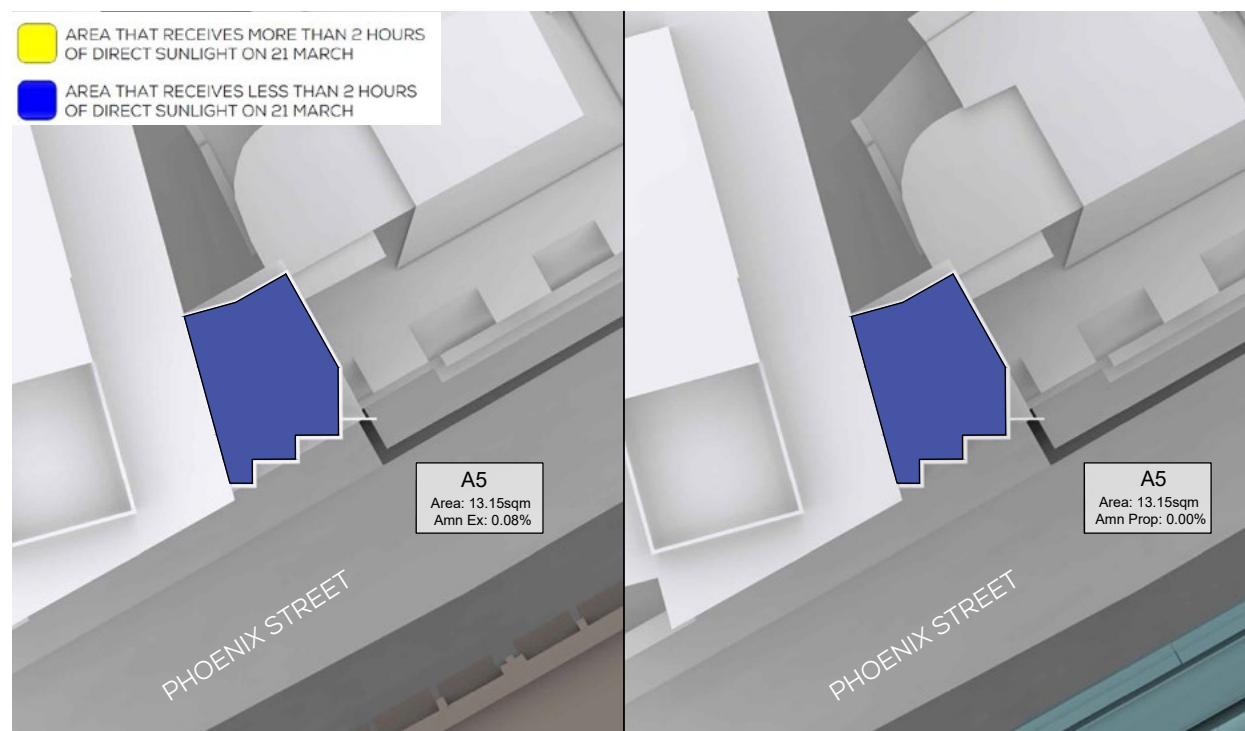 AREA THAT RECEIVES MORE THAN 2 HOURS
OF DIRECT SUNLIGHT ON 21 MARCH
AREA THAT RECEIVES LESS THAN 2 HOURS
OF DIRECT SUNLIGHT ON 21 MARCH
A5
Area: 13.15sqm
Amn Ex: 0.08%
PHOENIX STREET
A5
Area: 13.15sqm
Amn Prop: 0.00%
PHOENIX STREET